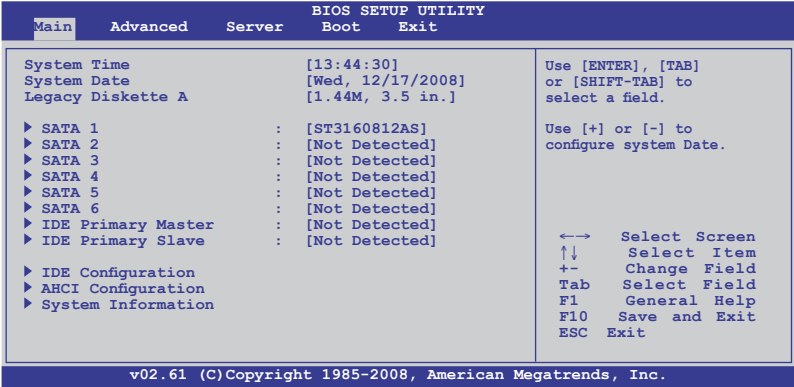 BIOS SETUP UTILITY
Main Advanced Server Boot Exit
System Time [13:44:30]
System Date [Wed, 12/17/2008]
Legacy Diskette A [1.44M, 3.5 in.]
SATA 1 : [ST3160812AS]
SATA 2 : [Not Detected]
SATA 3 : [Not Detected]
SATA 4 : [Not Detected]
SATA 5 : [Not Detected]
SATA 6 : [Not Detected]
IDE Primary Master : [Not Detected]
IDE Primary Slave : [Not Detected]
IDE Configuration
AHCI Configuration
System Information
Use [ENTER], [TAB]
or [SHIFT-TAB] to
select a field.
Use [+] or [-] to
configure system Date.
←→ Select Screen
↑↓ Select Item
+- Change Field
Tab Select Field
F1 General Help
F10 Save and Exit
ESC Exit
v02.61 (C)Copyright 1985-2008, American Megatrends, Inc.